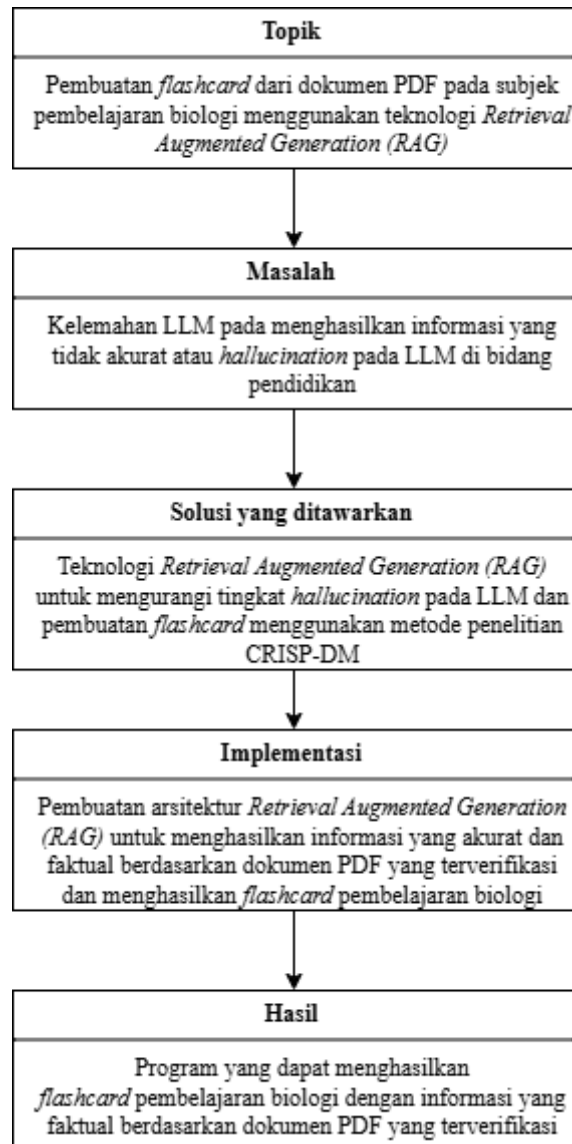 Topik
Pembuatan flashcard dari dokumen PDF pada subjek
pembelajaran biologi menggunakan teknologi Retrieval
Augmented Generation (RAG)
Masalah
Kelemahan LLM pada menghasilkan informasi yang
tidak akurat atau hallucination pada LLM di bidang
pendidikan
Solusi yang ditawarkan
Teknologi Retrieval Augmented Generation (RAG)
untuk mengurangi tingkat hallucination pada LLM dan
pembuatan flashcard menggunakan metode penelitian
CRISP-DM
Implementasi
Pembuatan arsitektur Retrieval Augmented Generation
(RAG) untuk menghasilkan informasi yang akurat dan
faktual berdasarkan dokumen PDF yang terverifikasi
dan menghasilkan flashcard pembelajaran biologi
Hasil
Program yang dapat menghasilkan
flashcard pembelajaran biologi dengan informasi yang
faktual berdasarkan dokumen PDF yang terverifikasi